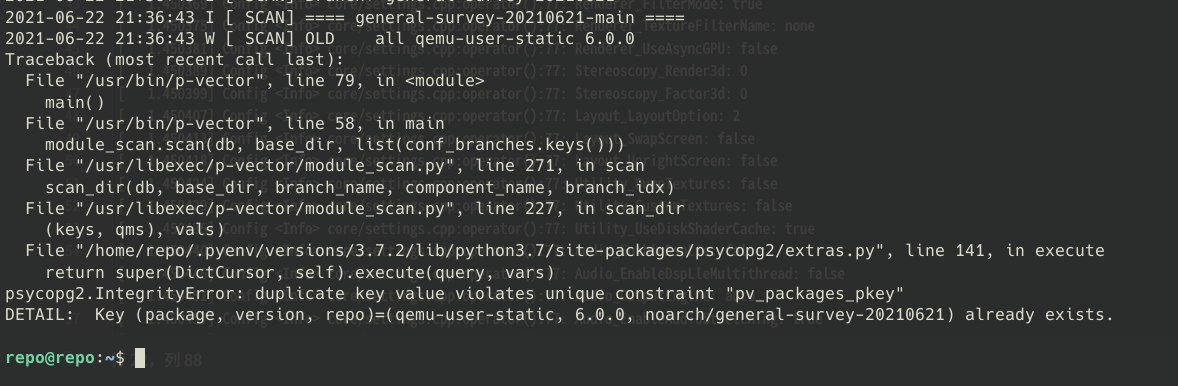 2021-06-22 21:36:43 I [ SCAN] ==== general-survey-20210621-main ====
2021-06-22 21:36:43 W [ SCAN] OLD    all qemu-user-static 6.0.0
Traceback (most recent call last):
  File "/usr/bin/p-vector", line 79, in <module>
    main()
  File "/usr/bin/p-vector", line 58, in main
    module_scan.scan(db, base_dir, list(conf_branches.keys()))
  File "/usr/libexec/p-vector/module_scan.py", line 271, in scan
    scan_dir(db, base_dir, branch_name, component_name, branch_idx)
  File "/usr/libexec/p-vector/module_scan.py", line 227, in scan_dir
    (keys, qms), vals)
  File "/home/repo/.pyenv/versions/3.7.2/lib/python3.7/site-packages/psycopg2/extras.py", line 141, in execute
    return super(DictCursor, self).execute(query, vars)
psycopg2.IntegrityError: duplicate key value violates unique constraint "pv_packages_pkey"
DETAIL:  Key (package, version, repo)=(qemu-user-static, 6.0.0, noarch/general-survey-20210621) already exists.
repo@repo:~$